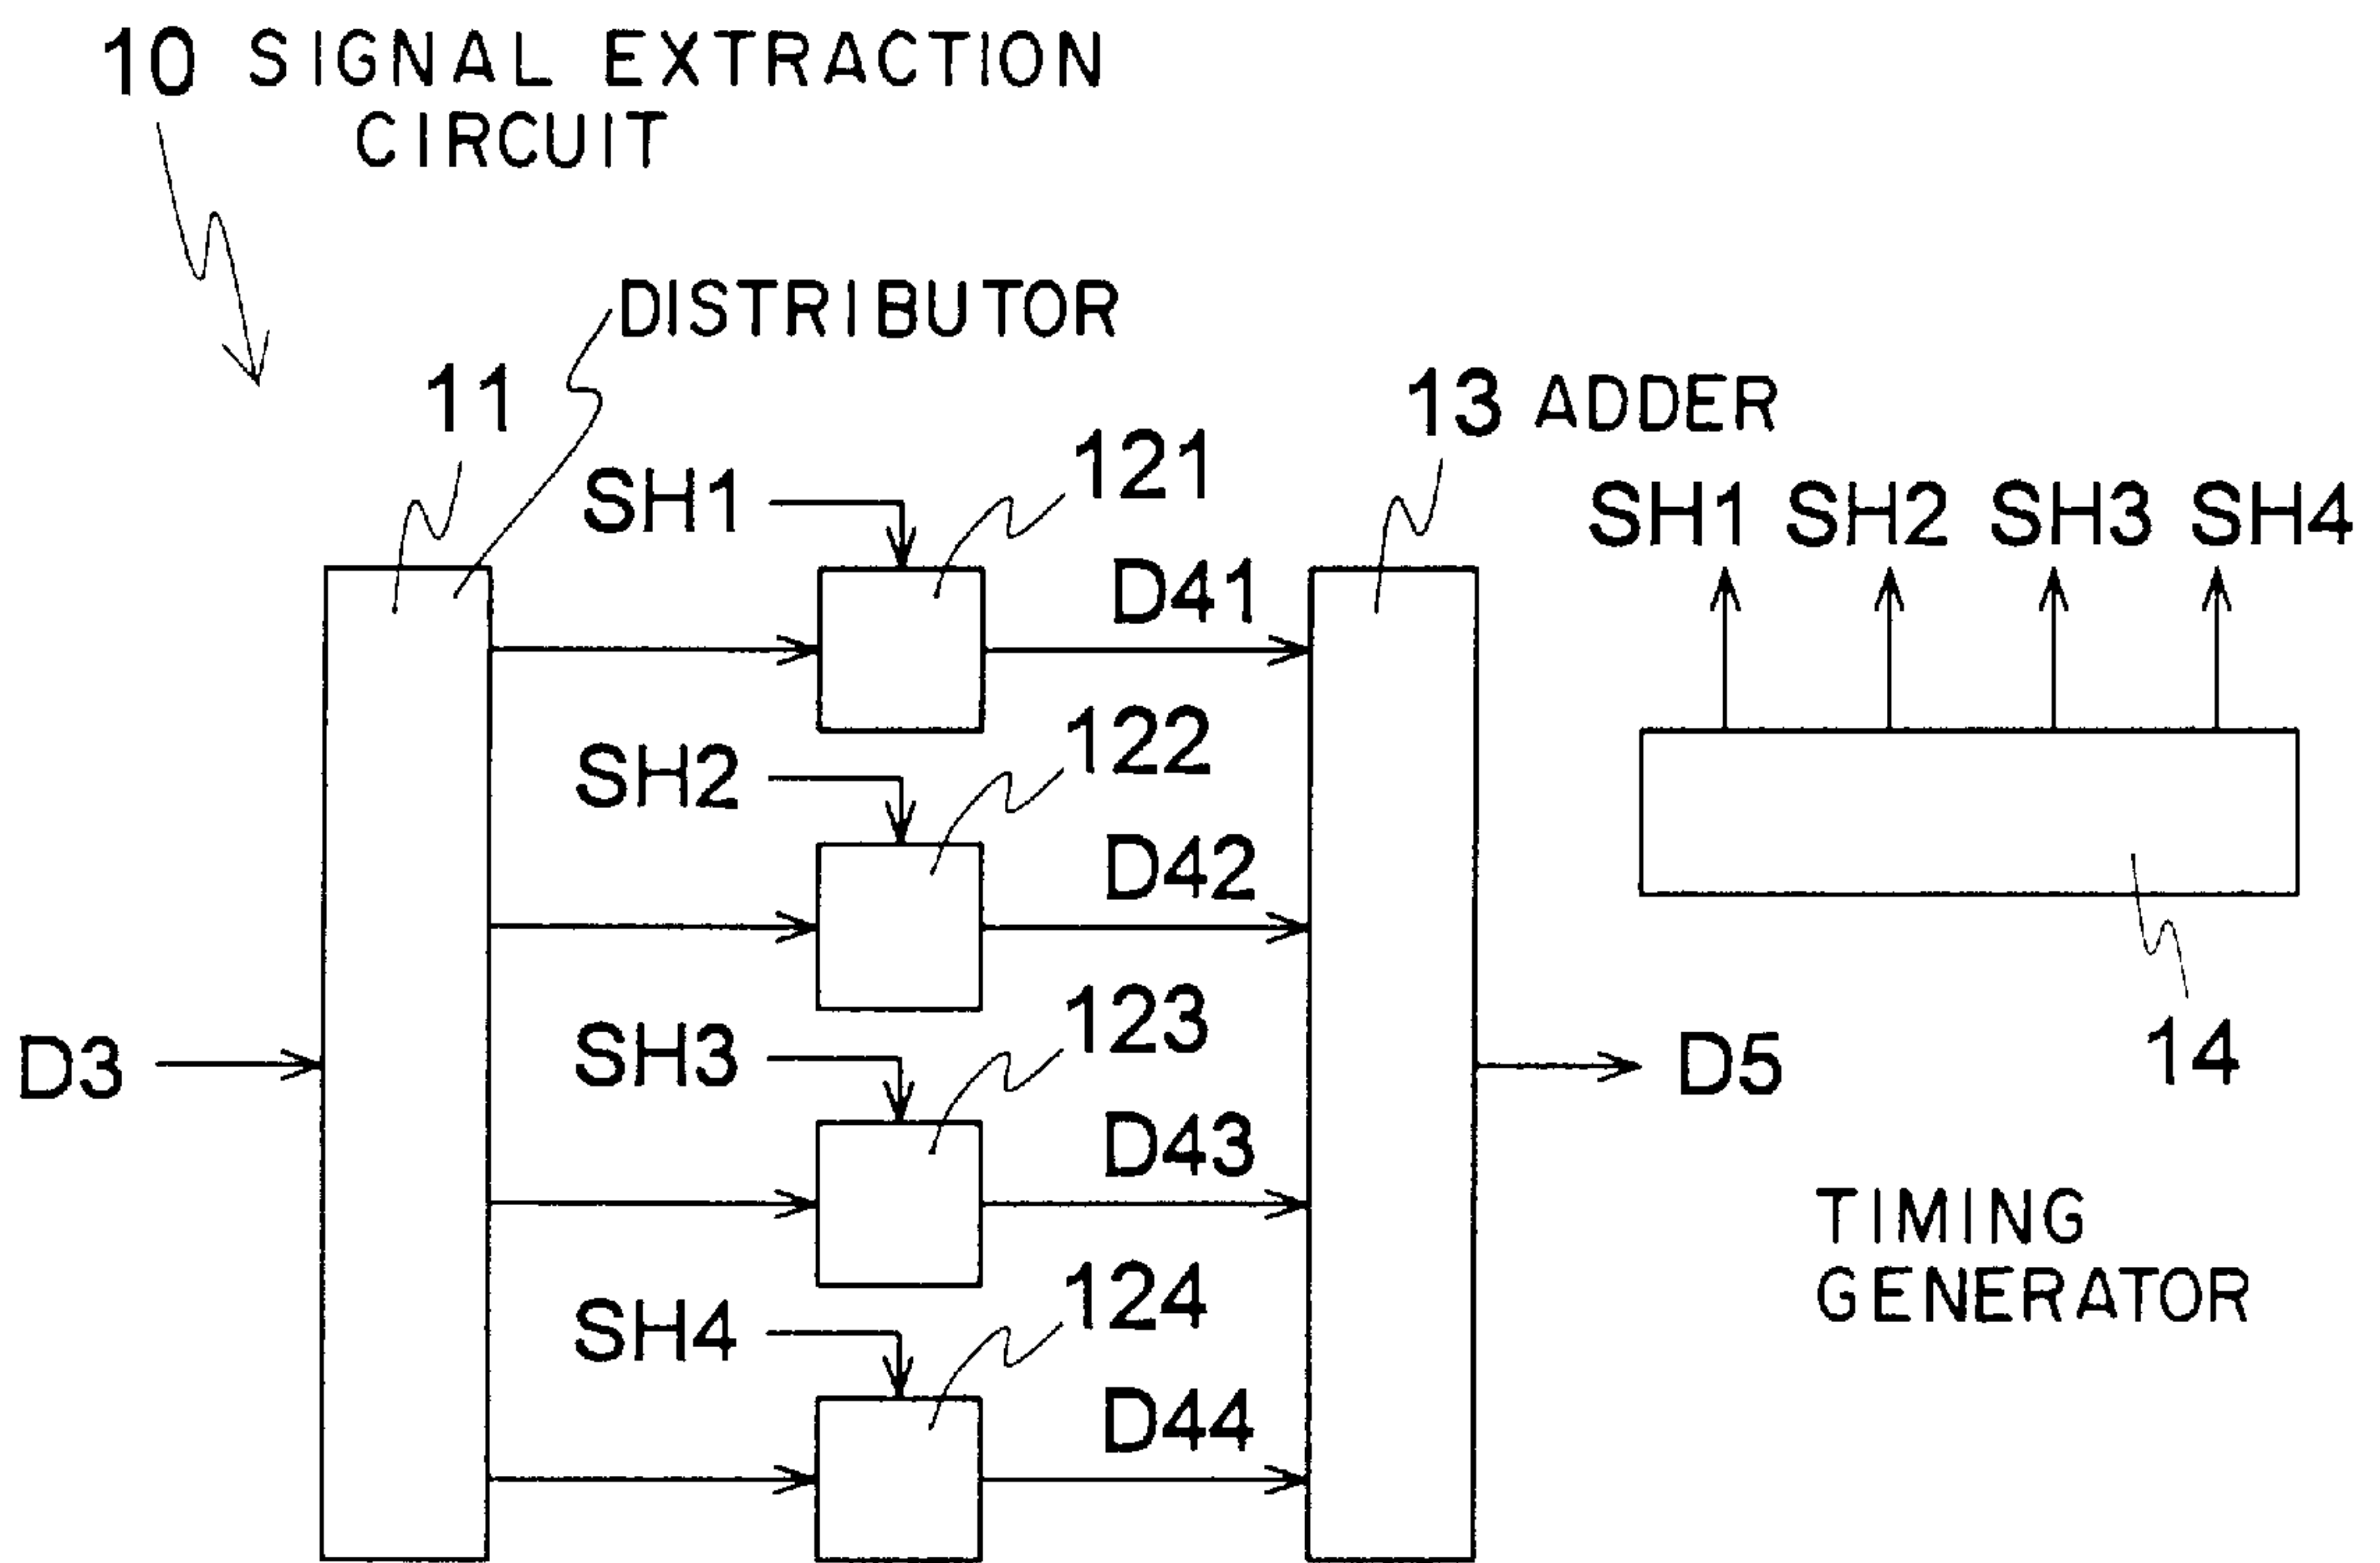 10 SIGNAL EXTRACTION
CIRCUIT
DISTRIBUTOR
11
13 ADDER
SH1
121
SH1 SH2 SH3 SH4
D41
SH2
122
D42
SH3
123
D3
D5
14
D43
TIMING
GENERATOR
SH4
124
D44